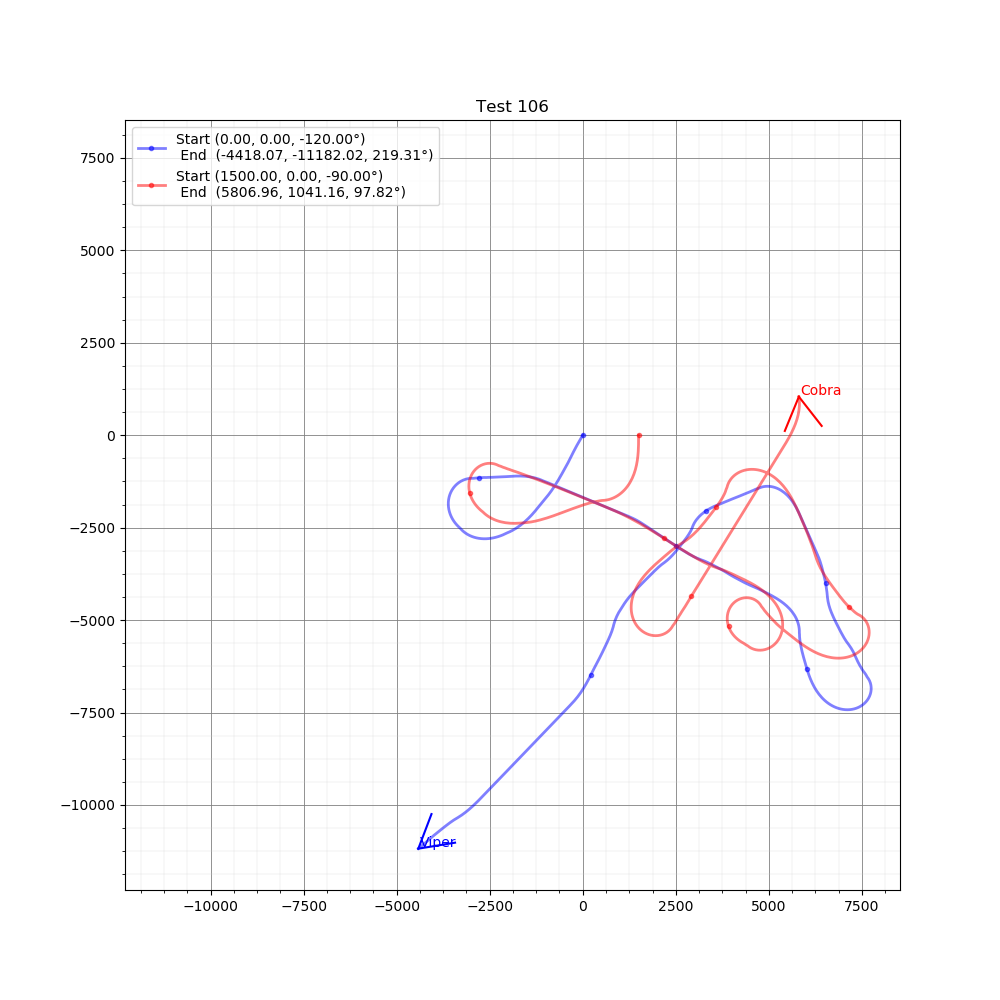 Test 106
Start (0.00, 0.00, -120.00°)
End (-4418.07, -11182.02, 219.31°)
Start (1500.00, 0.00, -90.00°)
End (5806.96, 1041.16, 97.82°)
7500
5000
2500
0
−2500
−5000
−7500
−10000
Cobra
Viper
−10000 −7500 −5000 −2500 0 2500 5000 7500